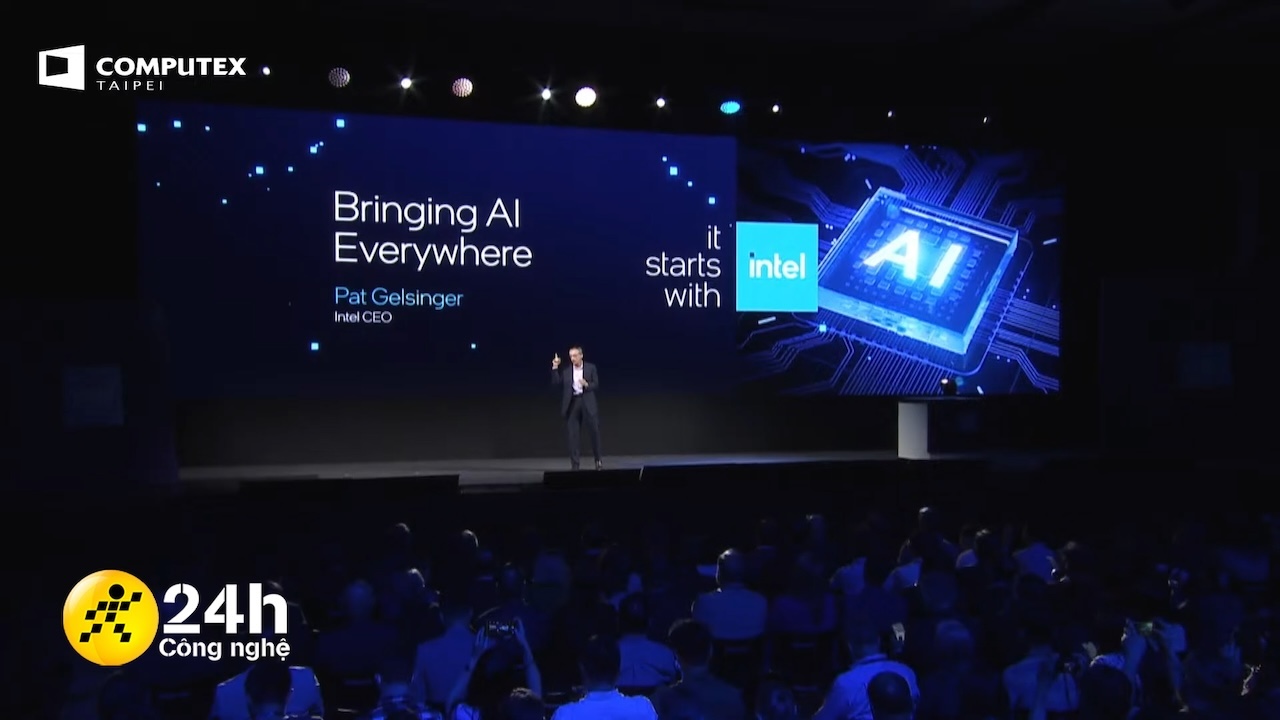 COMPUTEX
TAIPEI
Bringing AI
Everywhere
Pat Gelsinger
Intel CEO
it
starts
with
intel
AI
24h
Công nghệ